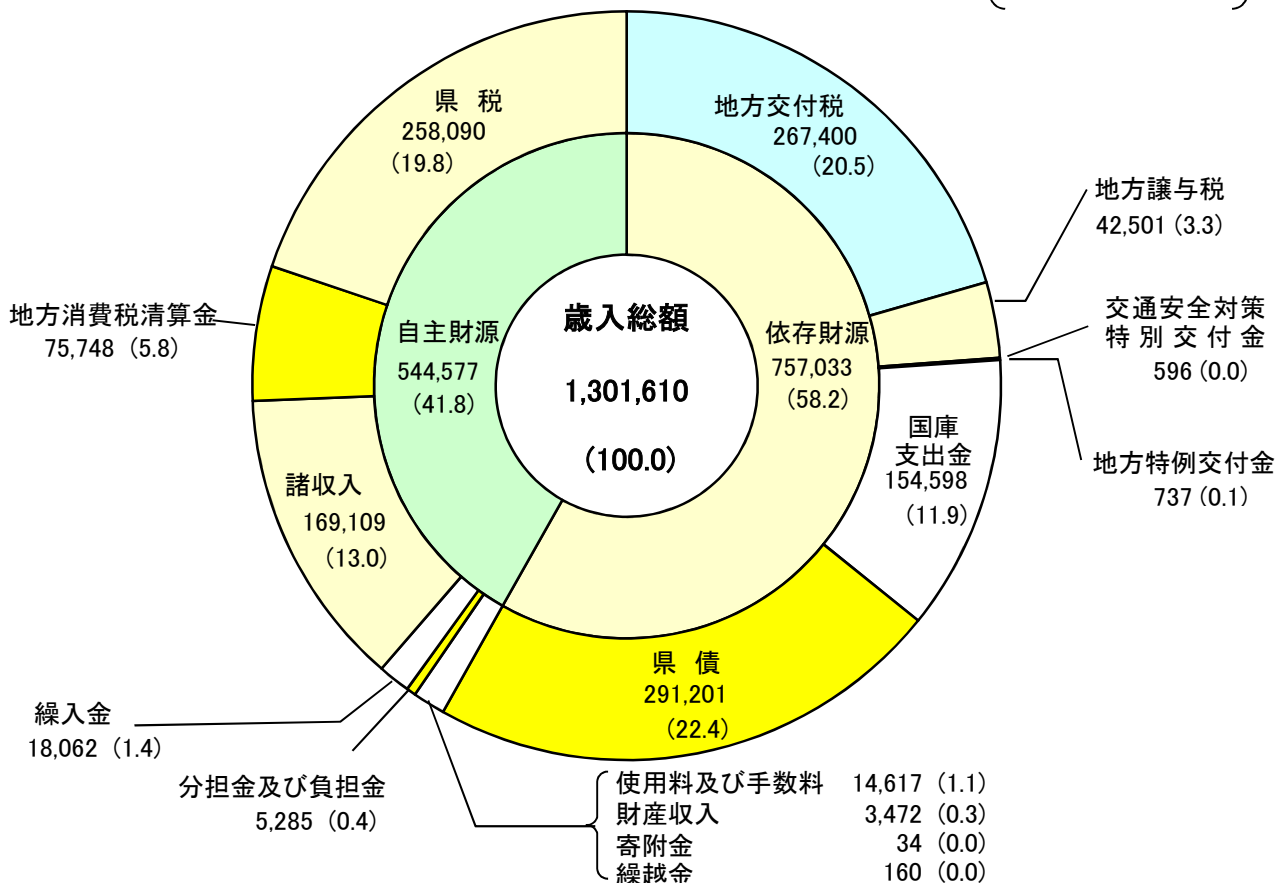 県 税
258,090
(19.8)
地方交付税
267,400
(20.5)
地方譲与税
42,501 (3.3)
交通安全対策
特別交付金
596 (0.0)
地方特例交付金
737 (0.1)
国庫
支出金
154,598
(11.9)
県 債
291,201
(22.4)
依存財源
757,033
(58.2)
歳入総額
1,301,610
(100.0)
自主財源
544,577
(41.8)
地方消費税清算金
75,748 (5.8)
諸収入
169,109
(13.0)
繰入金
18,062 (1.4)
分担金及び負担金
5,285 (0.4)
使用料及び手数料 14,617 (1.1)
財産収入 3,472 (0.3)
寄附金 34 (0.0)
繰越金 160 (0.0)